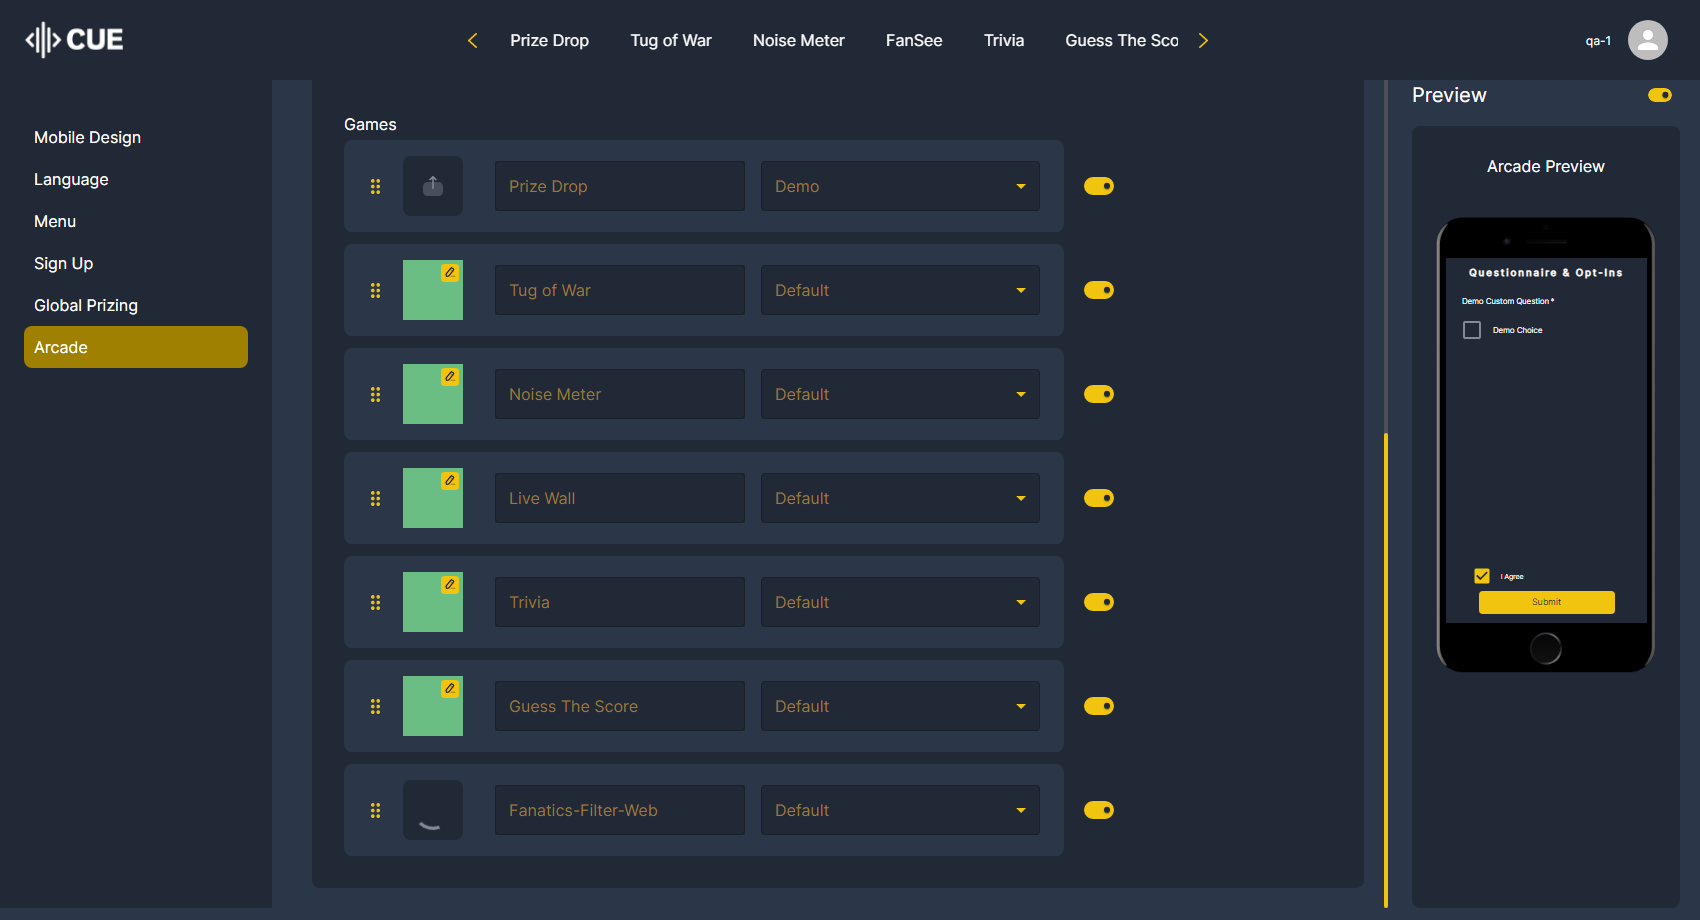 CUE
Prize Drop
Tug of War
Noise Meter
FanSee
Trivia
Guess The Sco
qa-1
Mobile Design
Language
Menu
Sign Up
Global Prizing
Arcade
Games
Prize Drop
Demo
Tug of War
Default
Noise Meter
Default
Live Wall
Default
Trivia
Default
Guess The Score
Default
Fanatics-Filter-Web
Default
Preview
Arcade Preview
Questionnaire & Opt-Ins
Demo Custom Question *
Demo Choice
I Agree
Submit